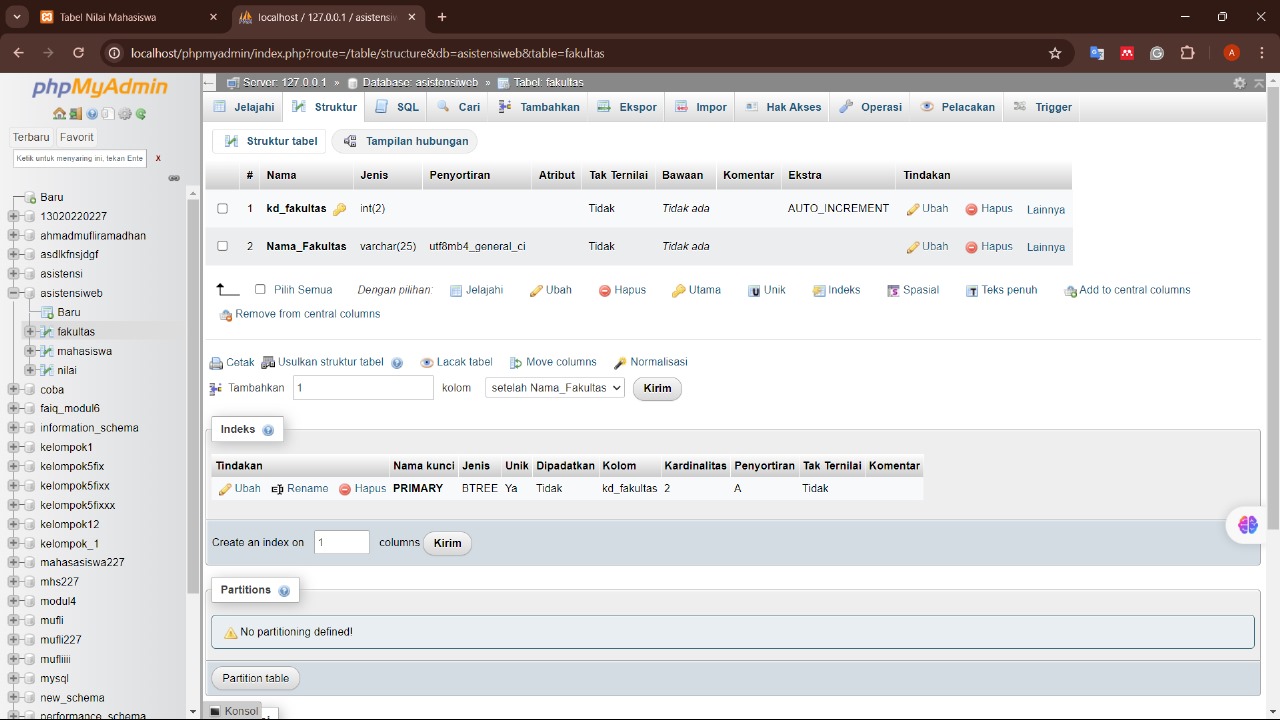 Tabel Nilai Mahasiswa
localhost / 127.0.0.1 / asistensiw
localhost/phpmyadmin/index.php?route=/table/structure&db=asistensiweb&table=fakultas
A
phpMyAdmin
Terbaru Favorit
Ketik untuk menyaring ini, tekan Ente X
Baru
13020220227
ahmadmufliramadhan
asdlkfnsjdgf
asistensi
asistensiweb
Baru
fakultas
mahasiswa
nilai
coba
faiq_modul6
information_schema
kelompok1
kelompok5fix
kelompok5fixx
kelompok5fixxx
kelompok12
kelompok_1
mahasasiswa227
mhs227
modul4
mufli
mufli227
mufliiii
mysql
new_schema
performance_schema
Server: 127.0.0.1 » Database: asistensiweb » Tabel: fakultas
Jelajahi Struktur SQL Cari Tambahkan Ekspor Impor Hak Akses Operasi Pelacakan Trigger
Struktur tabel Tampilan hubungan
# Nama Jenis Penyortiran Atribut Tak Ternilai Bawaan Komentar Ekstra Tindakan
1 kd_fakultas int(2) Tidak Tidak ada AUTO_INCREMENT Ubah Hapus Lainnya
2 Nama_Fakultas varchar(25) utf8mb4_general_ci Tidak Tidak ada Ubah Hapus Lainnya
Pilih Semua Dengan pilihan: Jelajahi Ubah Hapus Utama Unik Indeks Spasial Teks penuh Add to central columns
Remove from central columns
Cetak Usulkan struktur tabel Lacak tabel Move columns Normalisasi
Tambahkan 1 kolom setelah Nama_Fakultas Kirim
Indeks
Tindakan Nama kunci Jenis Unik Dipadatkan Kolom Kardinalitas Penyortiran Tak Ternilai Komentar
Ubah Rename Hapus PRIMARY BTREE Ya Tidak kd_fakultas 2 A Tidak
Create an index on 1 columns Kirim
Partitions
No partitioning defined!
Partition table
Konsol